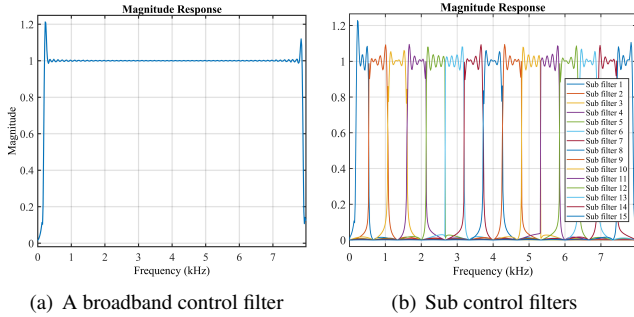 Magnitude Response
1.2
1
0.8
0.6
0.4
0.2
0
Magnitude
0 1 2 3 4 5 6 7
Frequency (kHz)
(a) A broadband control filter
Magnitude Response
1.2
1
0.8
0.6
0.4
0.2
0
Sub filter 1
Sub filter 2
Sub filter 3
Sub filter 4
Sub filter 5
Sub filter 6
Sub filter 7
Sub filter 8
Sub filter 9
Sub filter 10
Sub filter 11
Sub filter 12
Sub filter 13
Sub filter 14
Sub filter 15
0 1 2 3 4 5 6 7
Frequency (kHz)
(b) Sub control filters